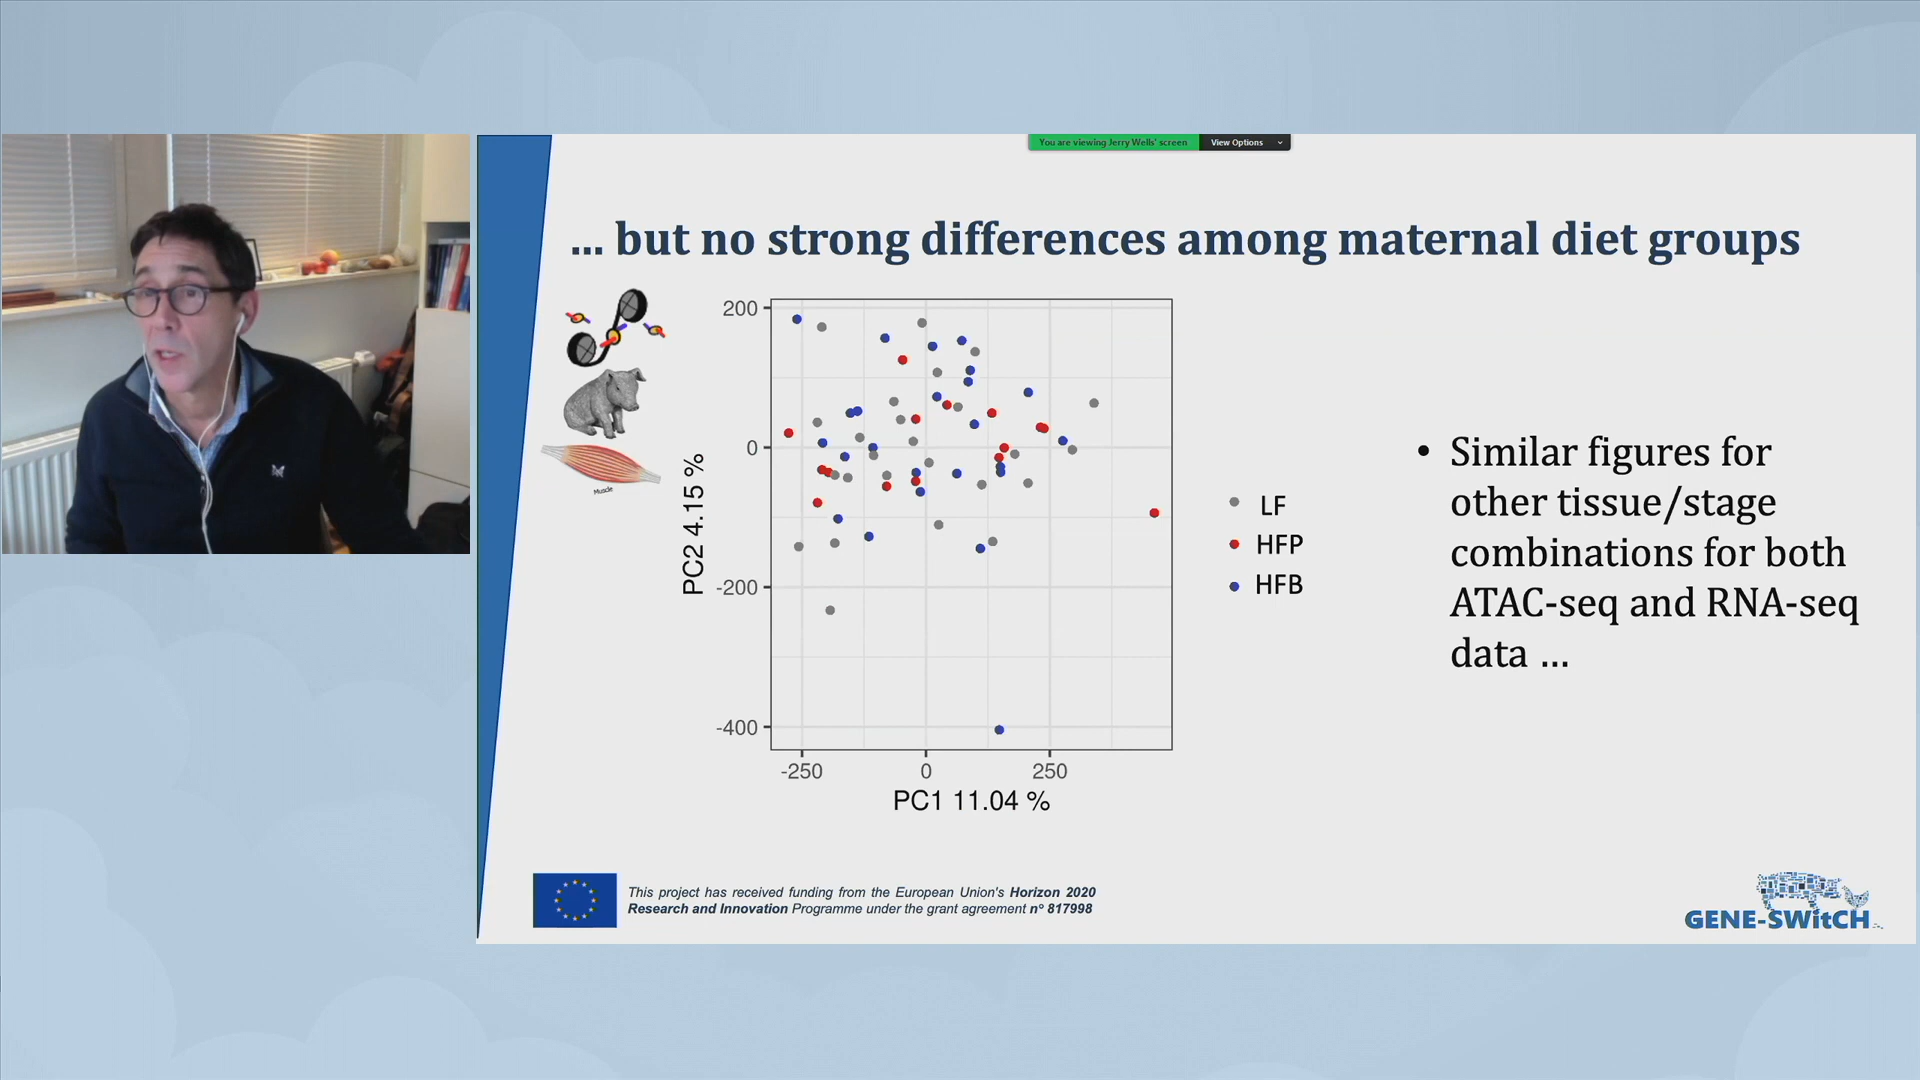 You are viewing Jerry Wells' screen
View Options
... but no strong differences among maternal diet groups
Muscle
200
0
-200
-400
PC2 4.15 %
-250
0
250
PC1 11.04 %
LF
HFP
HFB
• Similar figures for
other tissue/stage
combinations for both
ATAC-seq and RNA-seq
data ...
This project has received funding from the European Union's Horizon 2020
Research and Innovation Programme under the grant agreement n° 817998
GENE-SWitCH